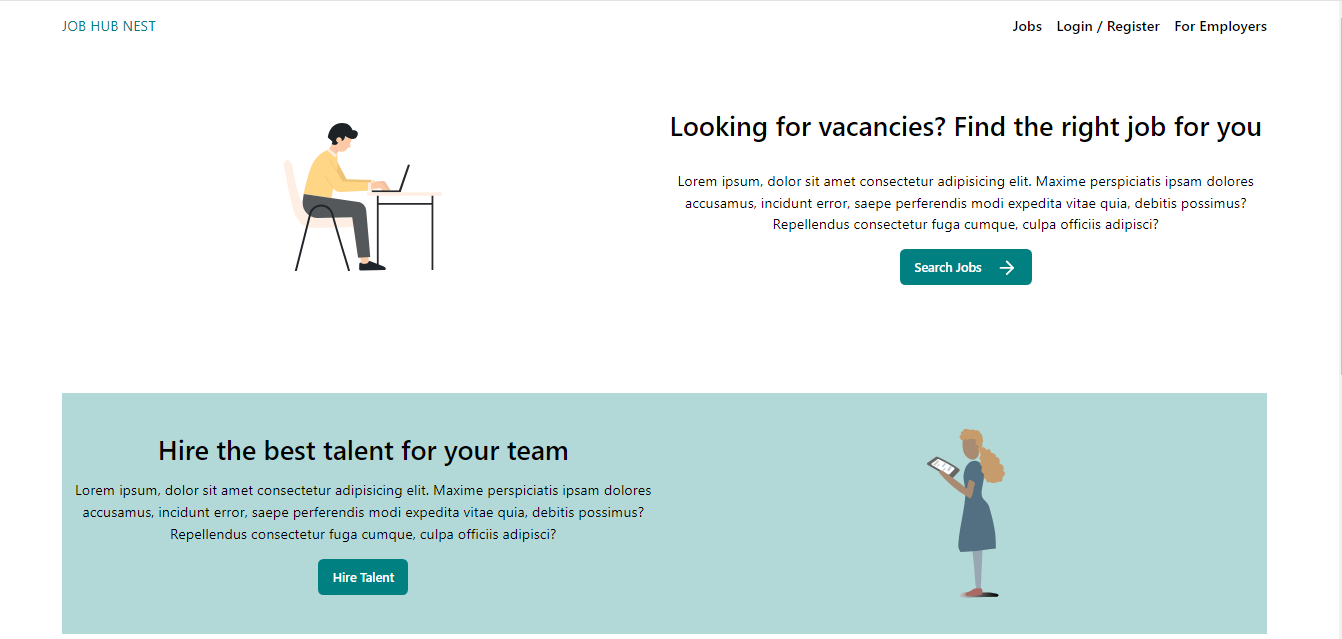 JOB HUB NEST
Jobs Login / Register For Employers
Looking for vacancies? Find the right job for you
Lorem ipsum, dolor sit amet consectetur adipisicing elit. Maxime perspiciatis ipsam dolores
accusamus, incidunt error, saepe perferendis modi expedita vitae quia, debitis possimus?
Repellendus consectetur fuga cumque, culpa officiis adipisci?
Search Jobs
Hire the best talent for your team
Lorem ipsum, dolor sit amet consectetur adipisicing elit. Maxime perspiciatis ipsam dolores
accusamus, incidunt error, saepe perferendis modi expedita vitae quia, debitis possimus?
Repellendus consectetur fuga cumque, culpa officiis adipisci?
Hire Talent